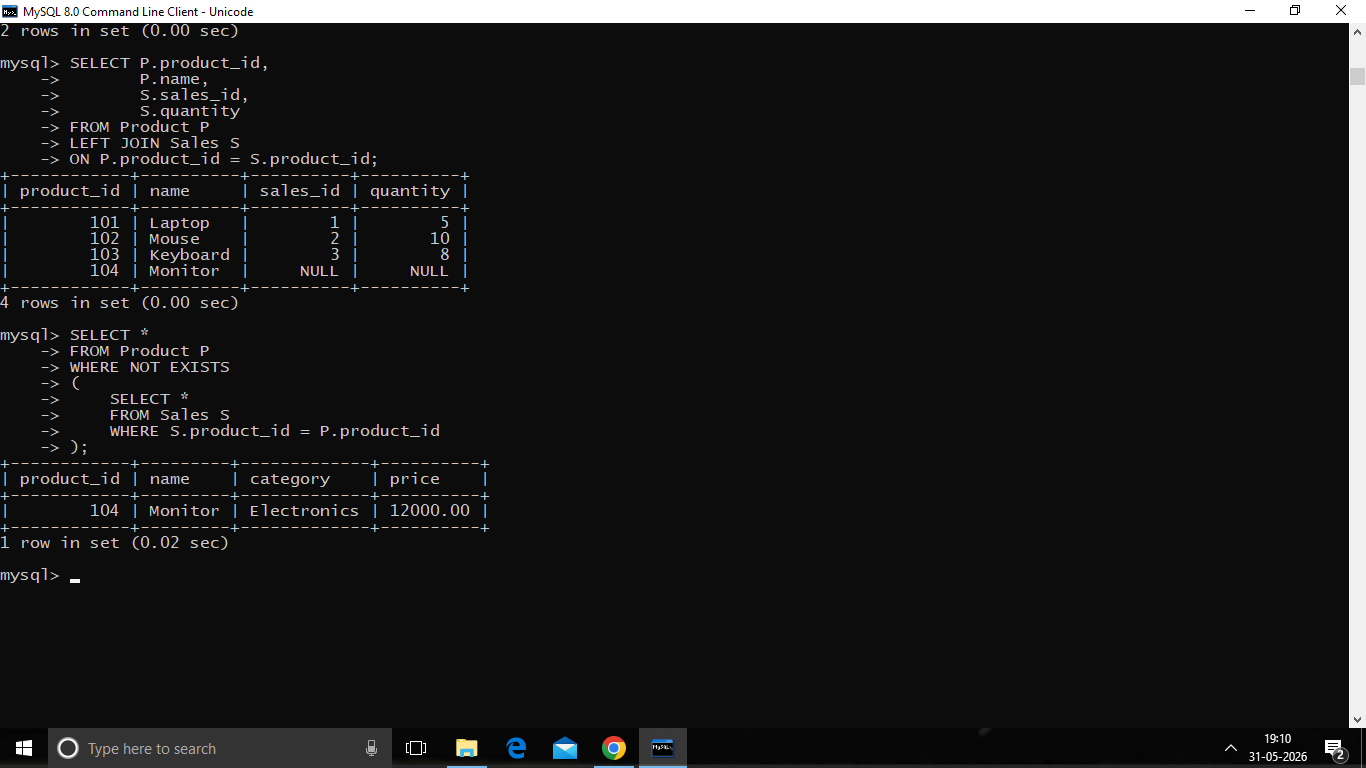 MySQL 8.0 Command Line Client - Unicode
2 rows in set (0.00 sec)

mysql> SELECT P.product_id,
    ->        P.name,
    ->        S.sales_id,
    ->        S.quantity
    -> FROM Product P
    -> LEFT JOIN Sales S
    -> ON P.product_id = S.product_id;
+------------+----------+----------+----------+
| product_id | name     | sales_id | quantity |
+------------+----------+----------+----------+
|        101 | Laptop   |        1 |        5 |
|        102 | Mouse    |        2 |       10 |
|        103 | Keyboard |        3 |        8 |
|        104 | Monitor  |     NULL |     NULL |
+------------+----------+----------+----------+
4 rows in set (0.00 sec)

mysql> SELECT *
    -> FROM Product P
    -> WHERE NOT EXISTS
    -> (
    ->     SELECT *
    ->     FROM Sales S
    ->     WHERE S.product_id = P.product_id
    -> );
+------------+---------+-------------+----------+
| product_id | name    | category    | price    |
+------------+---------+-------------+----------+
|        104 | Monitor | Electronics | 12000.00 |
+------------+---------+-------------+----------+
1 row in set (0.02 sec)

mysql>
Type here to search
MySQL
19:10
31-05-2026
2